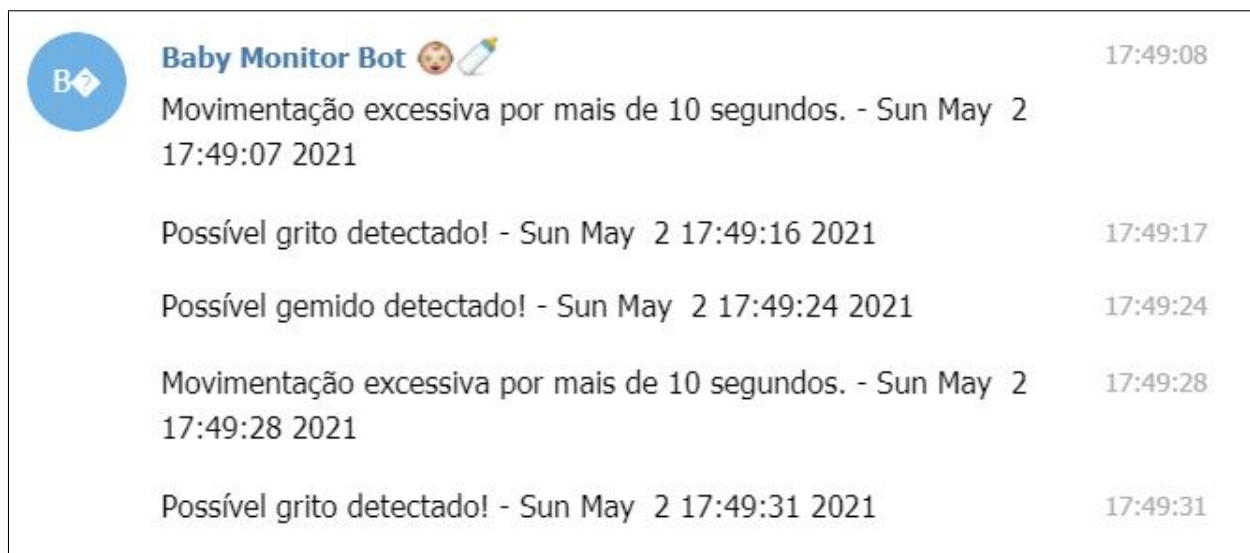 B�
Baby Monitor Bot 👶🍼 17:49:08
Movimentação excessiva por mais de 10 segundos. - Sun May  2
17:49:07 2021
Possível grito detectado! - Sun May  2 17:49:16 2021 17:49:17
Possível gemido detectado! - Sun May  2 17:49:24 2021 17:49:24
Movimentação excessiva por mais de 10 segundos. - Sun May  2 17:49:28
17:49:28 2021
Possível grito detectado! - Sun May  2 17:49:31 2021 17:49:31